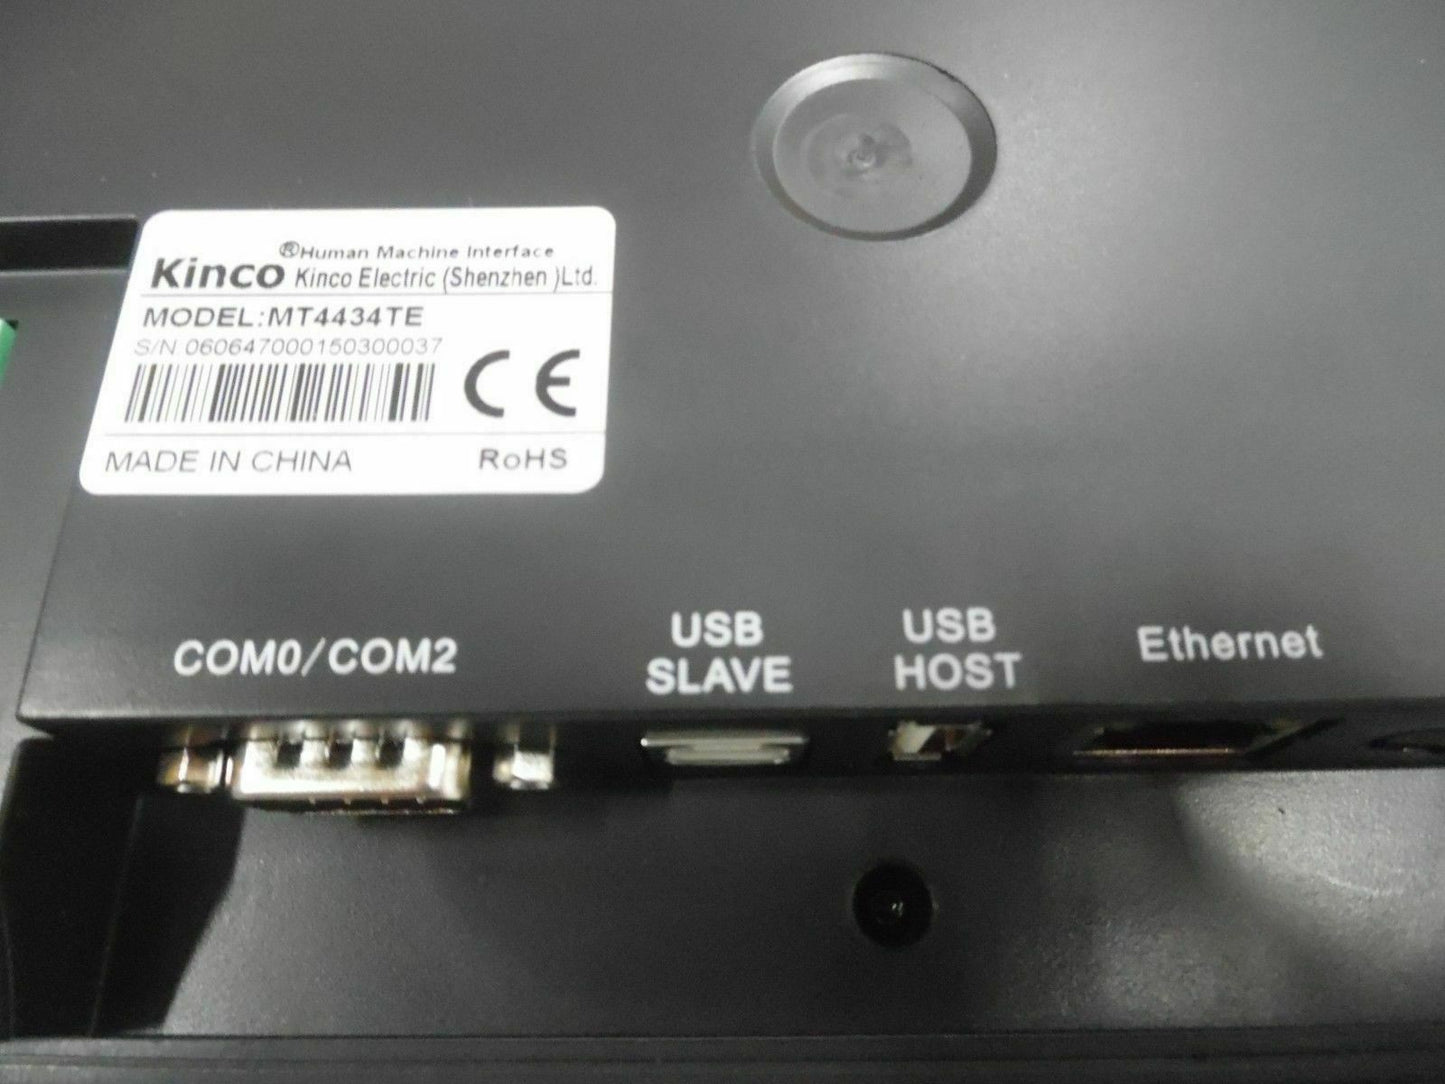 ®Human Machine Interface
Kinco Kinco Electric (Shenzhen )Ltd.
MODEL:MT4434TE
S/N 060647000150300037
CE
MADE IN CHINA RoHS
COM0/COM2
USB SLAVE
USB HOST
Ethernet